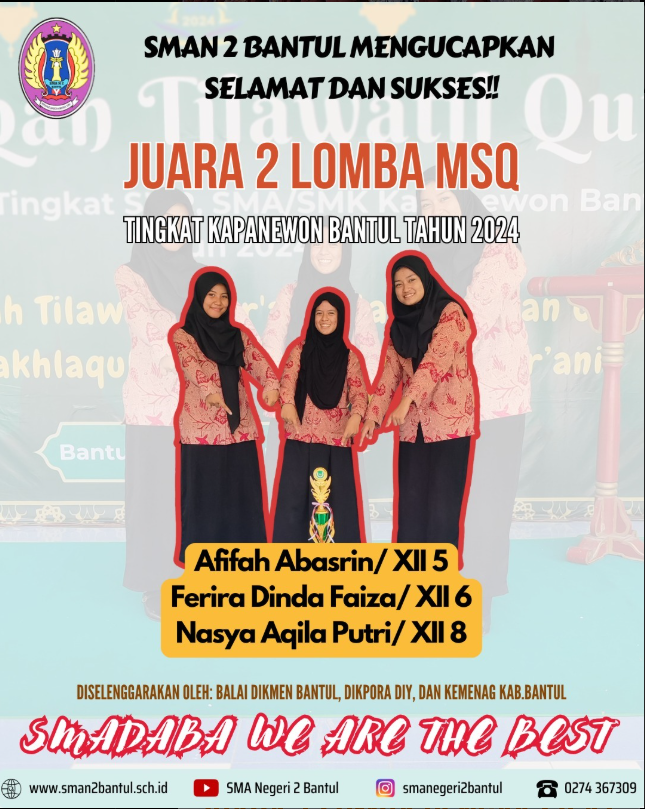 SMAN 2 BANTUL MENGUCAPKAN
SELAMAT DAN SUKSES!!
JUARA 2 LOMBA MSQ
TINGKAT KAPANEWON BANTUL TAHUN 2024
Afifah Abasrin/ XII 5
Ferira Dinda Faiza/ XII 6
Nasya Aqila Putri/ XII 8
DISELENGGARAKAN OLEH: BALAI DIKMEN BANTUL, DIKPORA DIY, DAN KEMENAG KAB.BANTUL
SMADABA WE ARE THE BEST
www.sman2bantul.sch.id
SMA Negeri 2 Bantul
smanegeri2bantul
0274 367309